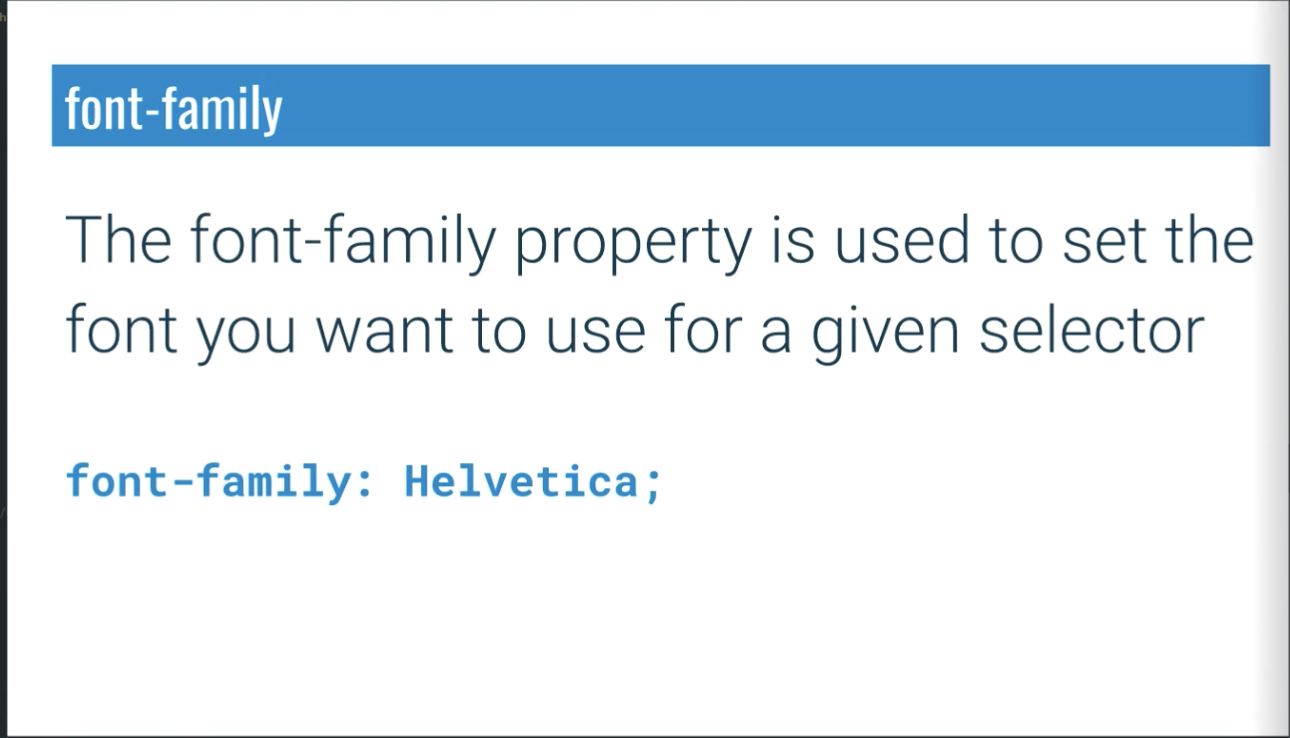 font-family
The font-family property is used to set the
font you want to use for a given selector
font-family: Helvetica;